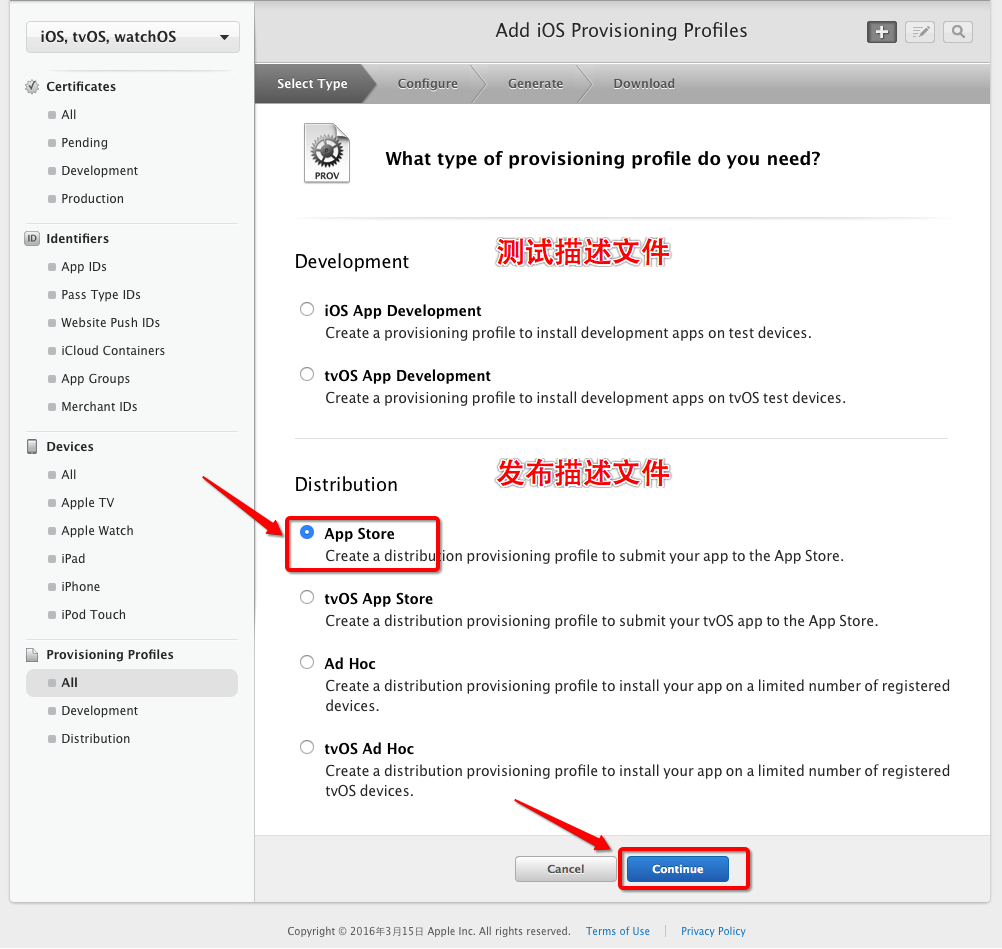 iOS, tvOS, watchOS
Certificates
All
Pending
Development
Production
ID Identifiers
App IDs
Pass Type IDs
Website Push IDs
iCloud Containers
App Groups
Merchant IDs
Devices
All
Apple TV
Apple Watch
iPad
iPhone
iPod Touch
Provisioning Profiles
All
Development
Distribution
Add iOS Provisioning Profiles
Select Type Configure Generate Download
PROV
What type of provisioning profile do you need?
Development 测试描述文件
iOS App Development
Create a provisioning profile to install development apps on test devices.
tvOS App Development
Create a provisioning profile to install development apps on tvOS test devices.
Distribution 发布描述文件
App Store
Create a distribution provisioning profile to submit your app to the App Store.
tvOS App Store
Create a distribution provisioning profile to submit your tvOS app to the App Store.
Ad Hoc
Create a distribution provisioning profile to install your app on a limited number of registered
devices.
tvOS Ad Hoc
Create a distribution provisioning profile to install your app on a limited number of registered
tvOS devices.
Cancel Continue
Copyright © 2016年3月15日 Apple Inc. All rights reserved. Terms of Use Privacy Policy